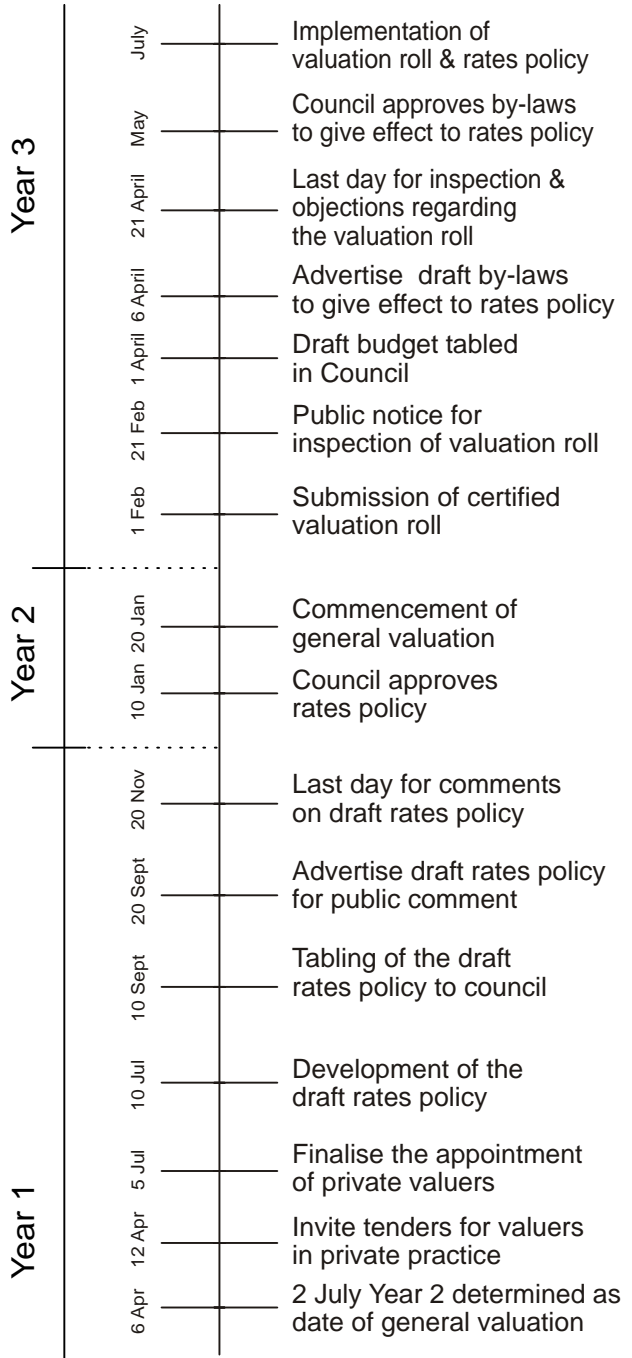 Year 3
July
Implementation of
valuation roll & rates policy
May
Council approves by-laws
to give effect to rates policy
21 April
Last day for inspection &
objections regarding
the valuation roll
6 April
Advertise draft by-laws
to give effect to rates policy
1 April
Draft budget tabled
in Council
21 Feb
Public notice for
inspection of valuation roll
1 Feb
Submission of certified
valuation roll
Year 2
20 Jan
Commencement of
general valuation
10 Jan
Council approves
rates policy
Year 1
20 Nov
Last day for comments
on draft rates policy
20 Sept
Advertise draft rates policy
for public comment
10 Sept
Tabling of the draft
rates policy to council
10 Jul
Development of the
draft rates policy
5 Jul
Finalise the appointment
of private valuers
12 Apr
Invite tenders for valuers
in private practice
6 Apr
2 July Year 2 determined as
date of general valuation